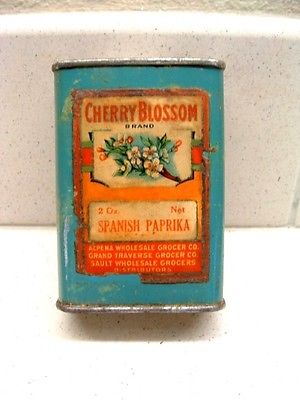 CHERRY BLOSSOM
BRAND
2 Oz. Net
SPANISH PAPRIKA
ALPENA WHOLESALE GROCER CO.
GRAND TRAVERSE GROCER CO.
SAULT WHOLESALE GROCERS
DISTRIBUTORS